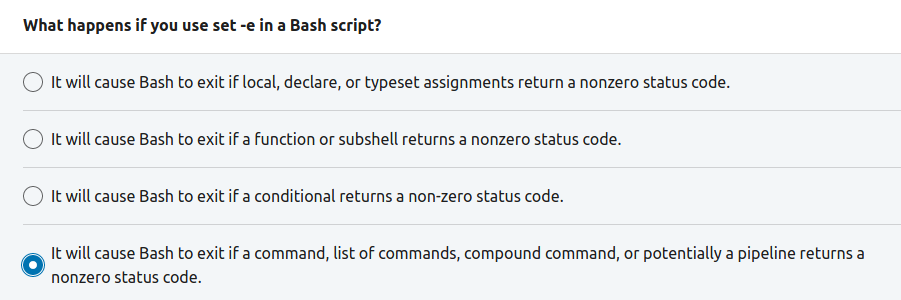 What happens if you use set -e in a Bash script?
It will cause Bash to exit if local, declare, or typeset assignments return a nonzero status code.
It will cause Bash to exit if a function or subshell returns a nonzero status code.
It will cause Bash to exit if a conditional returns a non-zero status code.
It will cause Bash to exit if a command, list of commands, compound command, or potentially a pipeline returns a
nonzero status code.